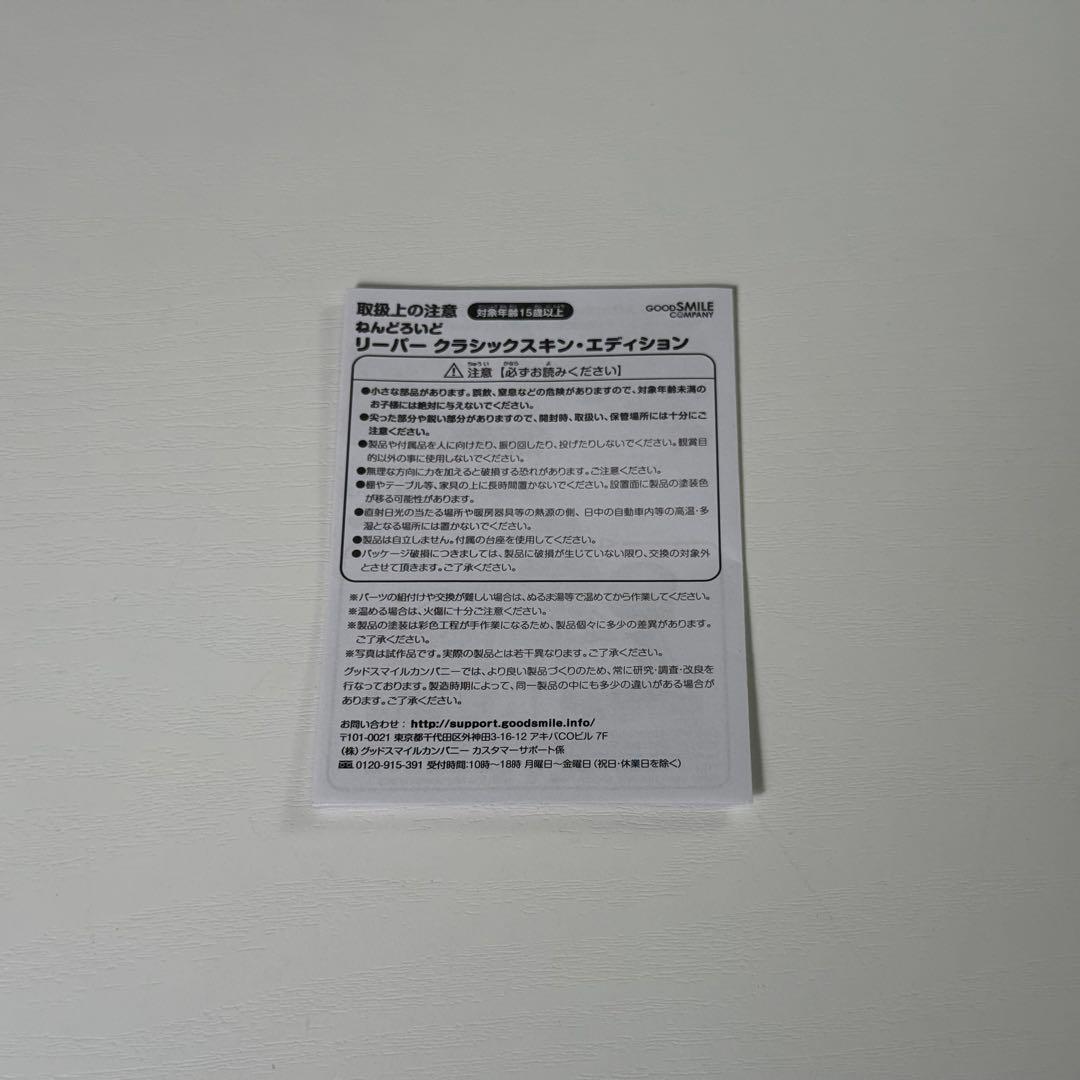 取扱上の注意 対象年齢15歳以上
GOODSMILE
COMPANY
ねんどろいど
リーパー クラシックスキン・エディション
⚠注意【必ずお読みください】
●小さな部品があります。誤飲、窒息などの危険がありますので、対象年齢未満の
お子様には絶対に与えないでください。
●尖った部分や鋭い部分がありますので、開封時、取扱い、保管場所には十分にご
注意ください。
●製品や付属品を人に向けたり、振り回したり、投げたりしないでください。観賞目
的以外の事に使用しないでください。
●無理な方向に力を加えると破損する恐れがあります。ご注意ください。
●棚やテーブル等、家具の上に長時間置かないでください。設置面に製品の塗装色
が移る可能性があります。
●直射日光の当たる場所や暖房器具等の熱源の側、日中の自動車内等の高温・多
湿となる場所には置かないでください。
●製品は自立しません。付属の台座を使用してください。
●パッケージ破損につきましては、製品に破損が生じていない限り、交換の対象外
とさせて頂きます。ご了承ください。
※パーツの組付けや交換が難しい場合は、ぬるま湯等で温めてから作業してください。
※温める場合は、火傷に十分ご注意ください。
※製品の塗装は彩色工程が手作業になるため、製品個々に多少の差異があります。
ご了承ください。
※写真は試作品です。実際の製品とは若干異なります。ご了承ください。
グッドスマイルカンパニーでは、より良い製品づくりのため、常に研究・調査・改良を
行なっております。製造時期によって、同一製品の中にも多少の違いがある場合が
あります。ご了承ください。
お問い合わせ：http://support.goodsmile.info/
〒101-0021 東京都千代田区外神田3-16-12 アキバCOビル 7F
（株）グッドスマイルカンパニー カスタマーサポート係
0120-915-391 受付時間：10時～18時 月曜日～金曜日（祝日・休業日を除く）